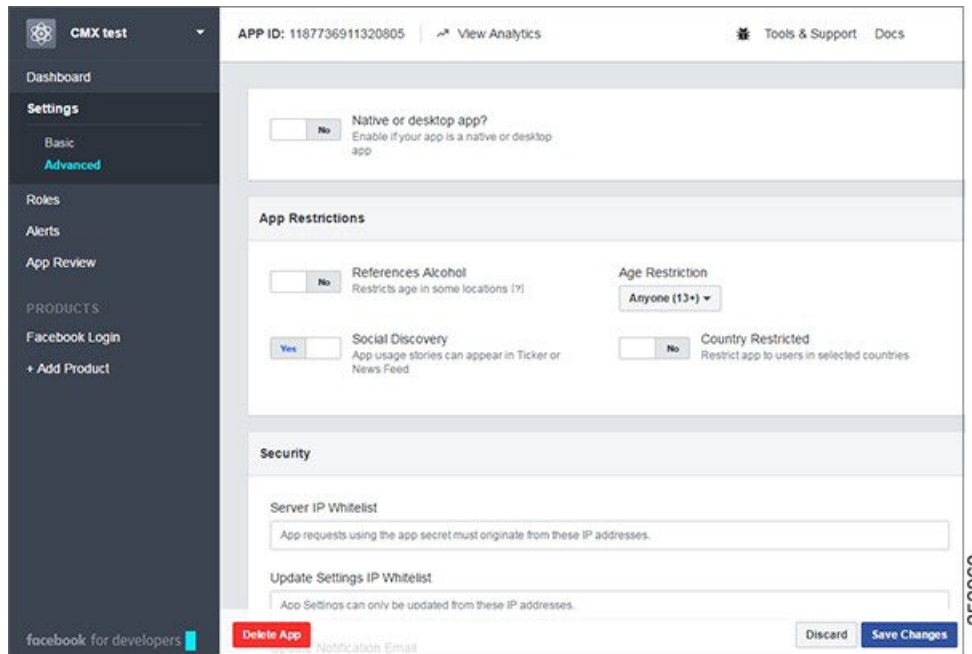 CMX test
APP ID: 1187736911320805
View Analytics
Tools & Support
Docs
Dashboard
Settings
Basic
Advanced
Roles
Alerts
App Review
PRODUCTS
Facebook Login
+ Add Product
No
Native or desktop app?
Enable if your app is a native or desktop
app
App Restrictions
No
References Alcohol
Restricts age in some locations [?]
Age Restriction
Anyone (13+)
Yes
Social Discovery
App usage stories can appear in Ticker or
News Feed
No
Country Restricted
Restrict app to users in selected countries
Security
Server IP Whitelist
App requests using the app secret must originate from these IP addresses.
Update Settings IP Whitelist
App Settings can only be updated from these IP addresses.
Update Notification Email
facebook for developers
Delete App
Discard
Save Changes